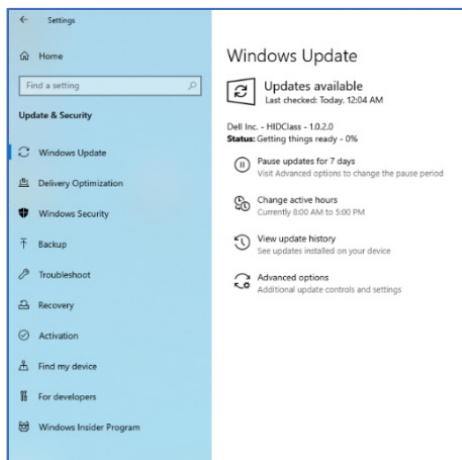 Settings
Home
Find a setting
Update & Security
Windows Update
Delivery Optimization
Windows Security
Backup
Troubleshoot
Recovery
Activation
Find my device
For developers
Windows Insider Program
Windows Update
Updates available
Last checked: Today, 12:04 AM
Dell Inc. - HIDClass - 1.0.2.0
Status: Getting things ready - 0%
Pause updates for 7 days
Visit Advanced options to change the pause period
Change active hours
Currently 8:00 AM to 5:00 PM
View update history
See updates installed on your device
Advanced options
Additional update controls and settings